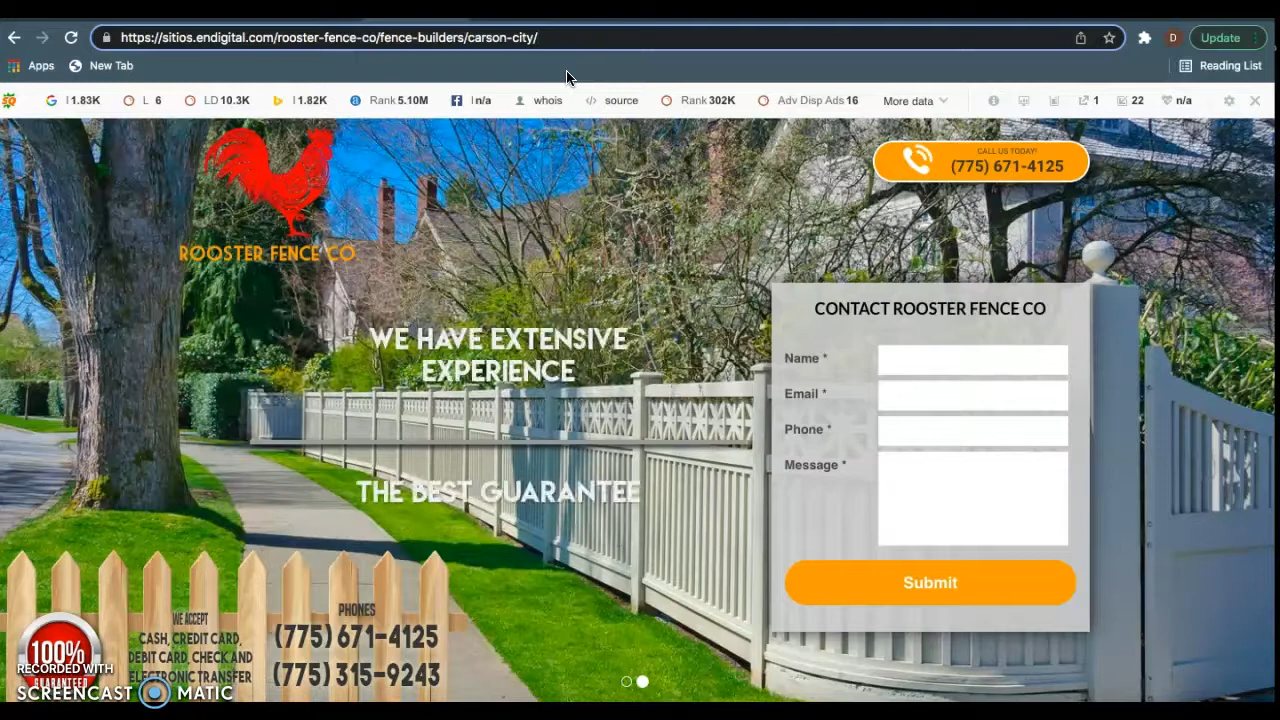 https://sitios.endigital.com/rooster-fence-co/fence-builders/carson-city/
D
Update
Apps
New Tab
Reading List
I 1.83K
L 6
LD 10.3K
I 1.82K
Rank 5.10M
I n/a
whois
source
Rank 302K
Adv Disp Ads 16
More data
1
22
n/a
ROOSTER FENCE CO
CALL US TODAY!
(775) 671-4125
WE HAVE EXTENSIVE
EXPERIENCE
THE BEST GUARANTEE
CONTACT ROOSTER FENCE CO
Name *
Email *
Phone *
Message *
Submit
100%
GUARANTEED
WE ACCEPT
CASH, CREDIT CARD,
DEBIT CARD, CHECK AND
ELECTRONIC TRANSFER
PHONES
(775) 671-4125
(775) 315-9243
RECORDED WITH
SCREENCAST MATIC